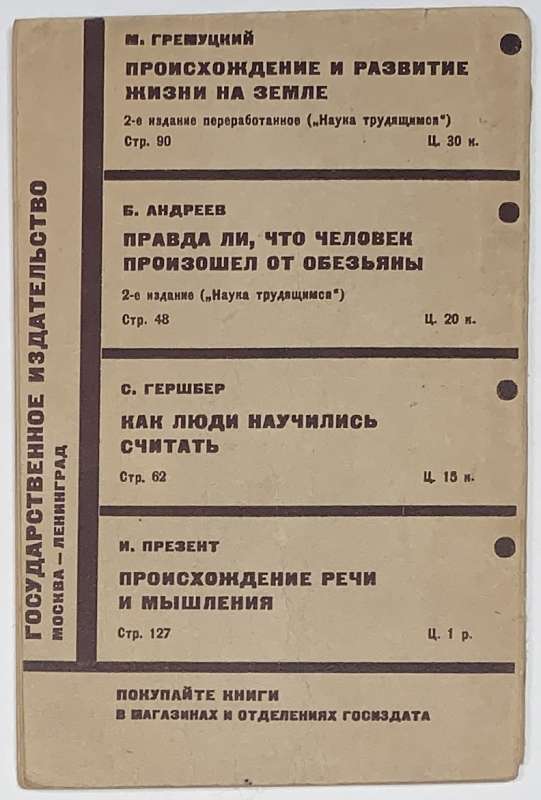 ГОСУДАРСТВЕННОЕ ИЗДАТЕЛЬСТВО
МОСКВА — ЛЕНИНГРАД
М. ГРЕМУЦКИЙ
ПРОИСХОЖДЕНИЕ И РАЗВИТИЕ
ЖИЗНИ НА ЗЕМЛЕ
2-е издание переработанное („Наука трудящимся“)
Стр. 90 Ц. 30 к.
Б. АНДРЕЕВ
ПРАВДА ЛИ, ЧТО ЧЕЛОВЕК
ПРОИЗОШЕЛ ОТ ОБЕЗЬЯНЫ
2-е издание („Наука трудящимся“)
Стр. 48 Ц. 20 к.
С. ГЕРШБЕР
КАК ЛЮДИ НАУЧИЛИСЬ
СЧИТАТЬ
Стр. 62 Ц. 15 к.
И. ПРЕЗЕНТ
ПРОИСХОЖДЕНИЕ РЕЧИ
И МЫШЛЕНИЯ
Стр. 127 Ц. 1 р.
ПОКУПАЙТЕ КНИГИ
В МАГАЗИНАХ И ОТДЕЛЕНИЯХ ГОСИЗДАТА